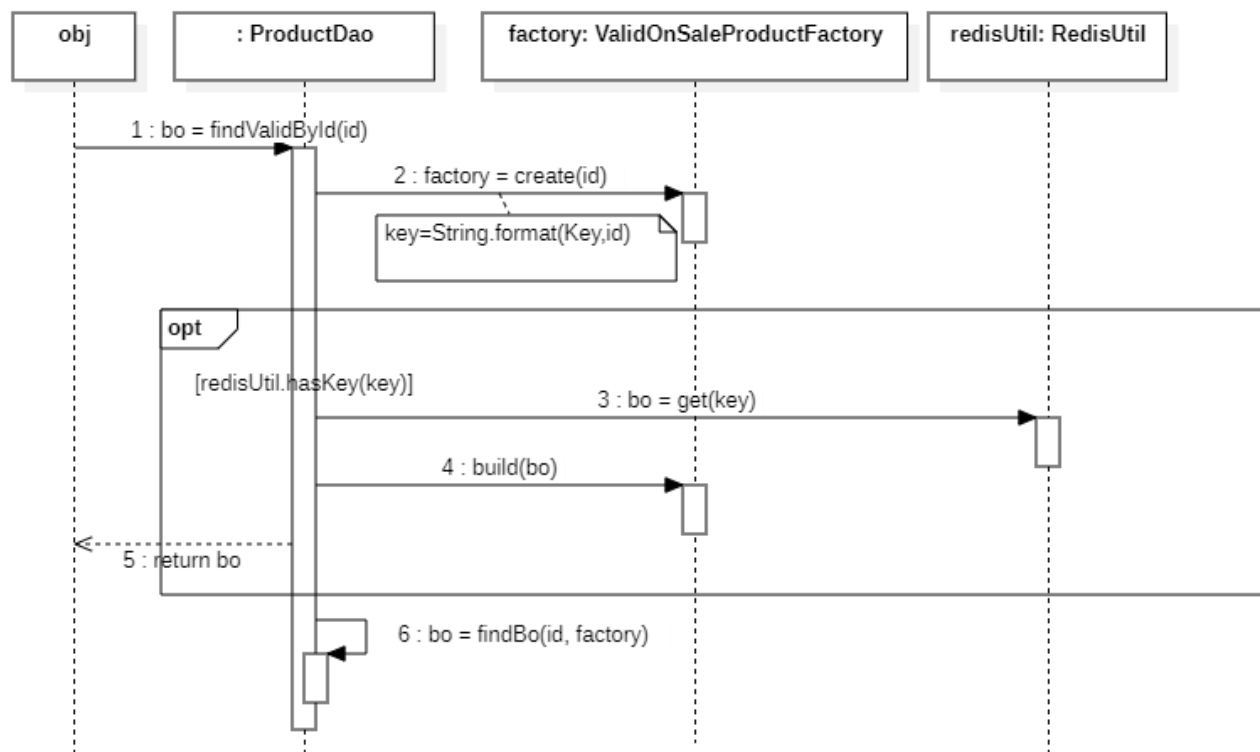 obj
: ProductDao
factory: ValidOnSaleProductFactory
redisUtil: RedisUtil
1 : bo = findValidById(id)
2 : factory = create(id)
key=String.format(Key,id)
opt
[redisUtil.hasKey(key)]
3 : bo = get(key)
4 : build(bo)
5 : return bo
6 : bo = findBo(id, factory)